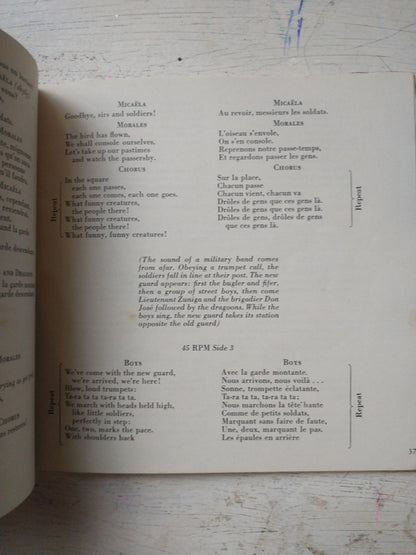 MICAËLA
Goodbye, sirs and soldiers!
MORALES
The bird has flown,
We shall console ourselves,
Let's take up our pastimes
and watch the passersby.
CHORUS
In the square
each one passes,
each one comes, each one goes.
What funny creatures,
the people there!
What funny creatures,
the people there!
What funny, funny creatures!
Repeat
MICAËLA
Au revoir, messieurs les soldats.
MORALES
L'oiseau s'envole,
On s'en console.
Reprenons notre passe-temps,
Et regardons passer les gens.
CHORUS
Sur la place,
Chacun passe
Chacun vient, chacun va
Drôles de gens que ces gens là.
Drôles de gens que ces gens là.
Drôles de gens, drôles de gens
que ces gens là.
Repeat
(The sound of a military band comes
from afar. Obeying a trumpet call, the
soldiers fall in line at their post. The new
guard appears: first the bugler and fifer,
then a group of street boys, then come
Lieutenant Zuniga and the brigadier Don
José followed by the dragoons. While the
boys sing, the new guard takes its station
opposite the old guard)
45 RPM Side 3
BOYS
We're come with the new guard,
we're arrived, we're here!
Blow, loud trumpets:
Ta-ra ta ta ta-ra ta ta.
We march with heads held high,
like little soldiers,
perfectly in step:
One, two, marks the pace.
With shoulders back
Repeat
BOYS
Avec la garde montante.
Nous arrivons, nous voilà . . .
Sonne, trompette éclatante,
Ta-ra ta ta, ta-ra ta ta;
Nous marchons la tête haute
Comme de petits soldats,
Marquant sans faire de faute,
Une, deux, marquant le pas.
Les épaules en arrière
Repeat
37
MORALES
CHORUS